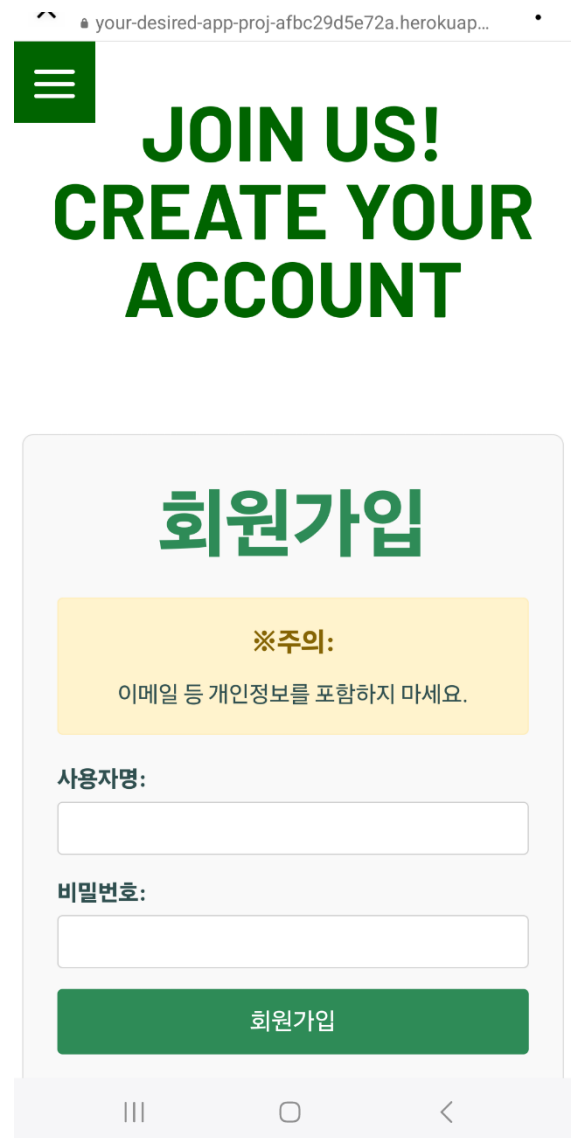 your-desired-app-proj-afbc29d5e72a.herokuap...
JOIN US!
CREATE YOUR
ACCOUNT
회원가입
※주의:
이메일 등 개인정보를 포함하지 마세요.
사용자명:
비밀번호:
회원가입